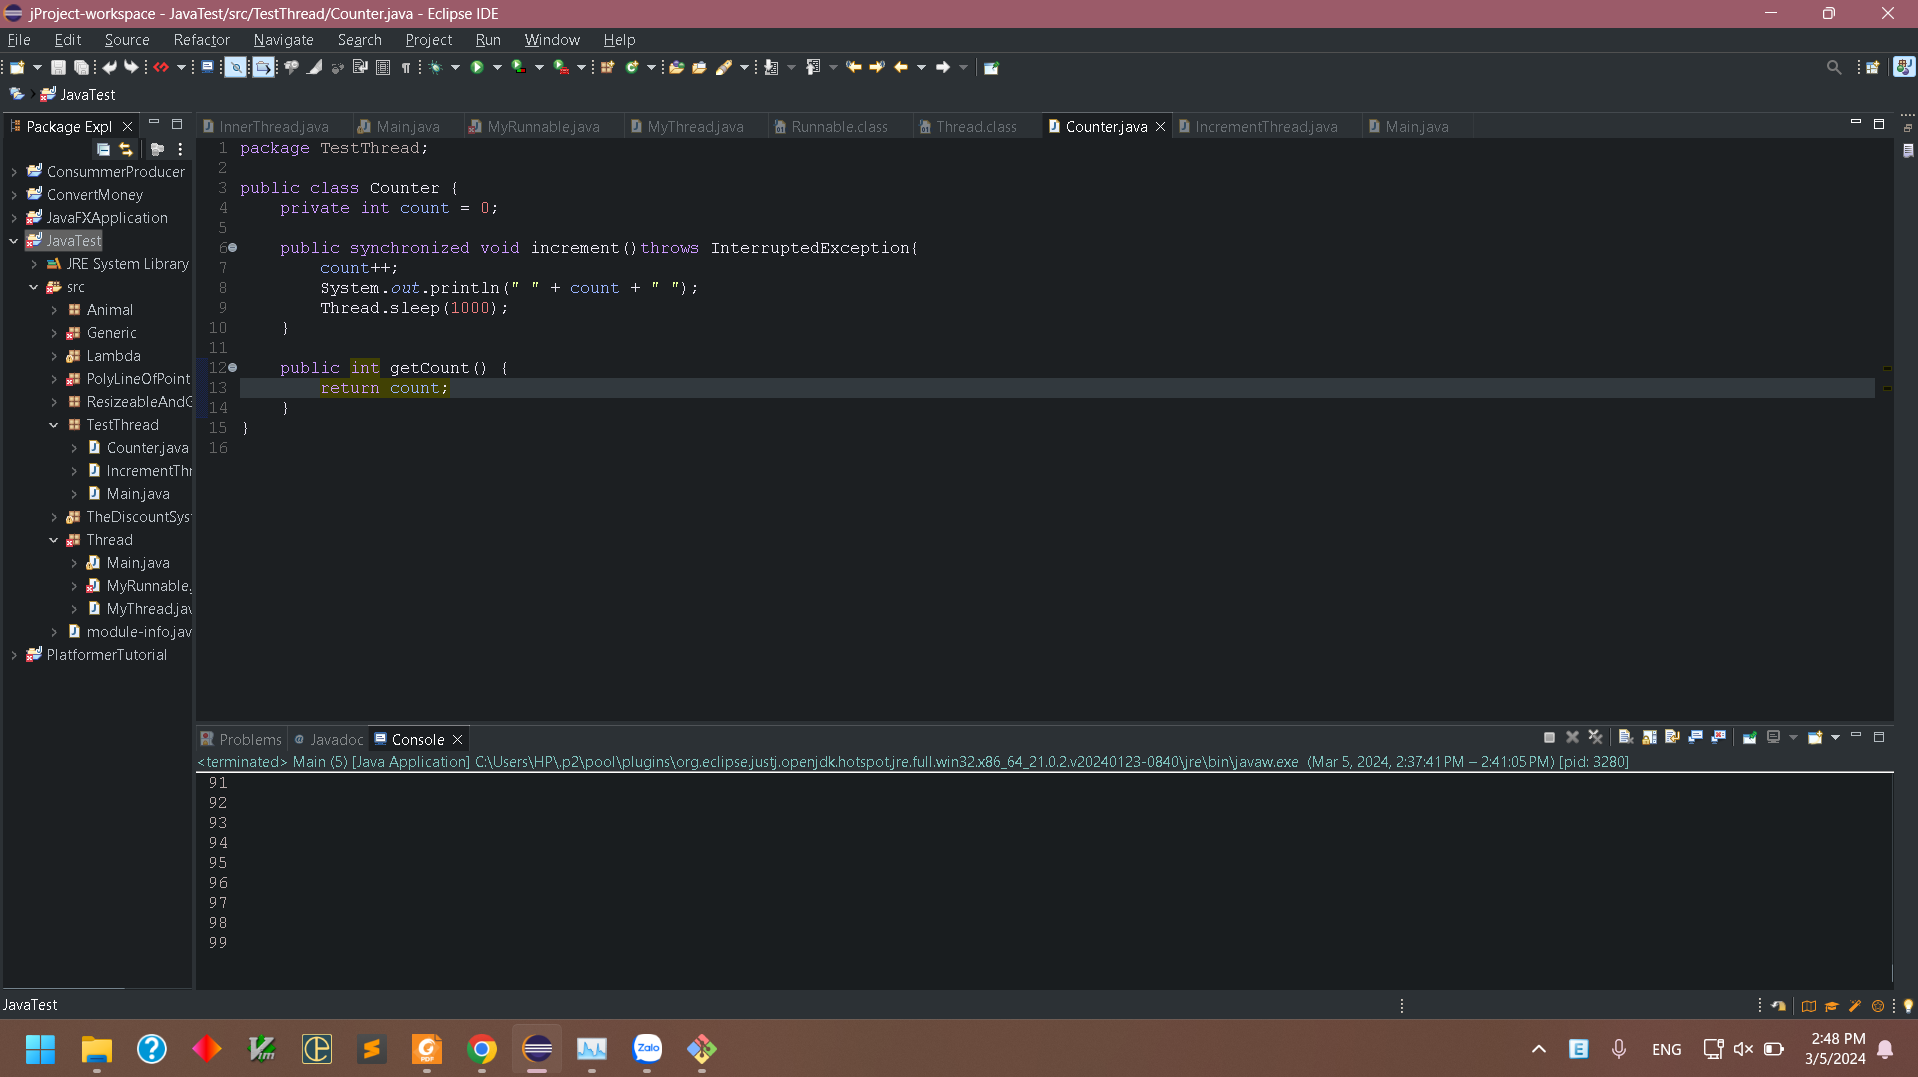 jProject-workspace - JavaTest/src/TestThread/Counter.java - Eclipse IDE
File Edit Source Refactor Navigate Search Project Run Window Help
JavaTest
Package Expl
InnerThread.java Main.java MyRunnable.java MyThread.java Runnable.class Thread.class Counter.java IncrementThread.java Main.java
ConsummerProducer
ConvertMoney
JavaFXApplication
JavaTest
JRE System Library
src
Animal
Generic
Lambda
PolyLineOfPoint
ResizeableAndG
TestThread
Counter.java
IncrementThr
Main.java
TheDiscountSys
Thread
Main.java
MyRunnable.
MyThread.jav
module-info.jav
PlatformerTutorial
1 package TestThread;
2
3 public class Counter {
4 private int count = 0;
5
6 public synchronized void increment()throws InterruptedException{
7 count++;
8 System.out.println(" " + count + " ");
9 Thread.sleep(1000);
10 }
11
12 public int getCount() {
13 return count;
14 }
15 }
16
Problems Javadoc Console
<terminated> Main (5) [Java Application] C:\Users\HP\.p2\pool\plugins\org.eclipse.justj.openjdk.hotspot.jre.full.win32.x86_64_21.0.2.v20240123-0840\jre\bin\javaw.exe (Mar 5, 2024, 2:37:41 PM – 2:41:05 PM) [pid: 3280]
91
92
93
94
95
96
97
98
99
JavaTest
Zalo
PDF
ENG
2:48 PM
3/5/2024